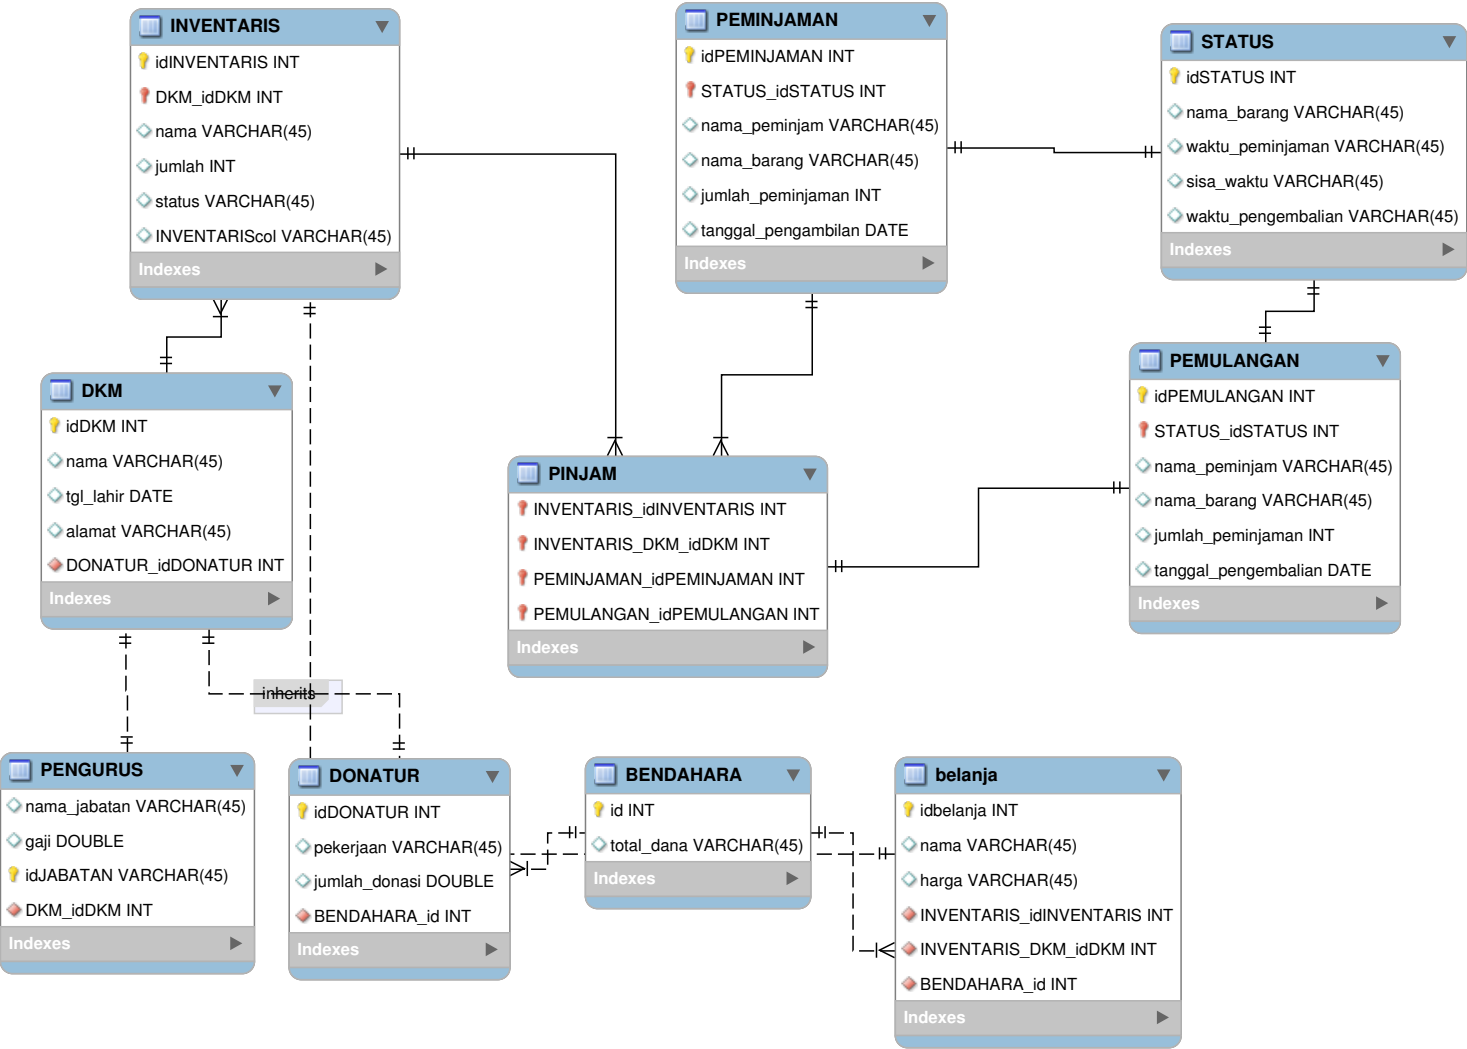 INVENTARIS
idINVENTARIS INT
DKM_idDKM INT
nama VARCHAR(45)
jumlah INT
status VARCHAR(45)
INVENTARIScol VARCHAR(45)
Indexes
PEMINJAMAN
idPEMINJAMAN INT
STATUS_idSTATUS INT
nama_peminjam VARCHAR(45)
nama_barang VARCHAR(45)
jumlah_peminjaman INT
tanggal_pengambilan DATE
Indexes
STATUS
idSTATUS INT
nama_barang VARCHAR(45)
waktu_peminjaman VARCHAR(45)
sisa_waktu VARCHAR(45)
waktu_pengembalian VARCHAR(45)
Indexes
DKM
idDKM INT
nama VARCHAR(45)
tgl_lahir DATE
alamat VARCHAR(45)
DONATUR_idDONATUR INT
Indexes
PINJAM
INVENTARIS_idINVENTARIS INT
INVENTARIS_DKM_idDKM INT
PEMINJAMAN_idPEMINJAMAN INT
PEMULANGAN_idPEMULANGAN INT
Indexes
PEMULANGAN
idPEMULANGAN INT
STATUS_idSTATUS INT
nama_peminjam VARCHAR(45)
nama_barang VARCHAR(45)
jumlah_peminjaman INT
tanggal_pengembalian DATE
Indexes
inherits
PENGURUS
nama_jabatan VARCHAR(45)
gaji DOUBLE
idJABATAN VARCHAR(45)
DKM_idDKM INT
Indexes
DONATUR
idDONATUR INT
pekerjaan VARCHAR(45)
jumlah_donasi DOUBLE
BENDAHARA_id INT
Indexes
BENDAHARA
id INT
total_dana VARCHAR(45)
Indexes
belanja
idbelanja INT
nama VARCHAR(45)
harga VARCHAR(45)
INVENTARIS_idINVENTARIS INT
INVENTARIS_DKM_idDKM INT
BENDAHARA_id INT
Indexes